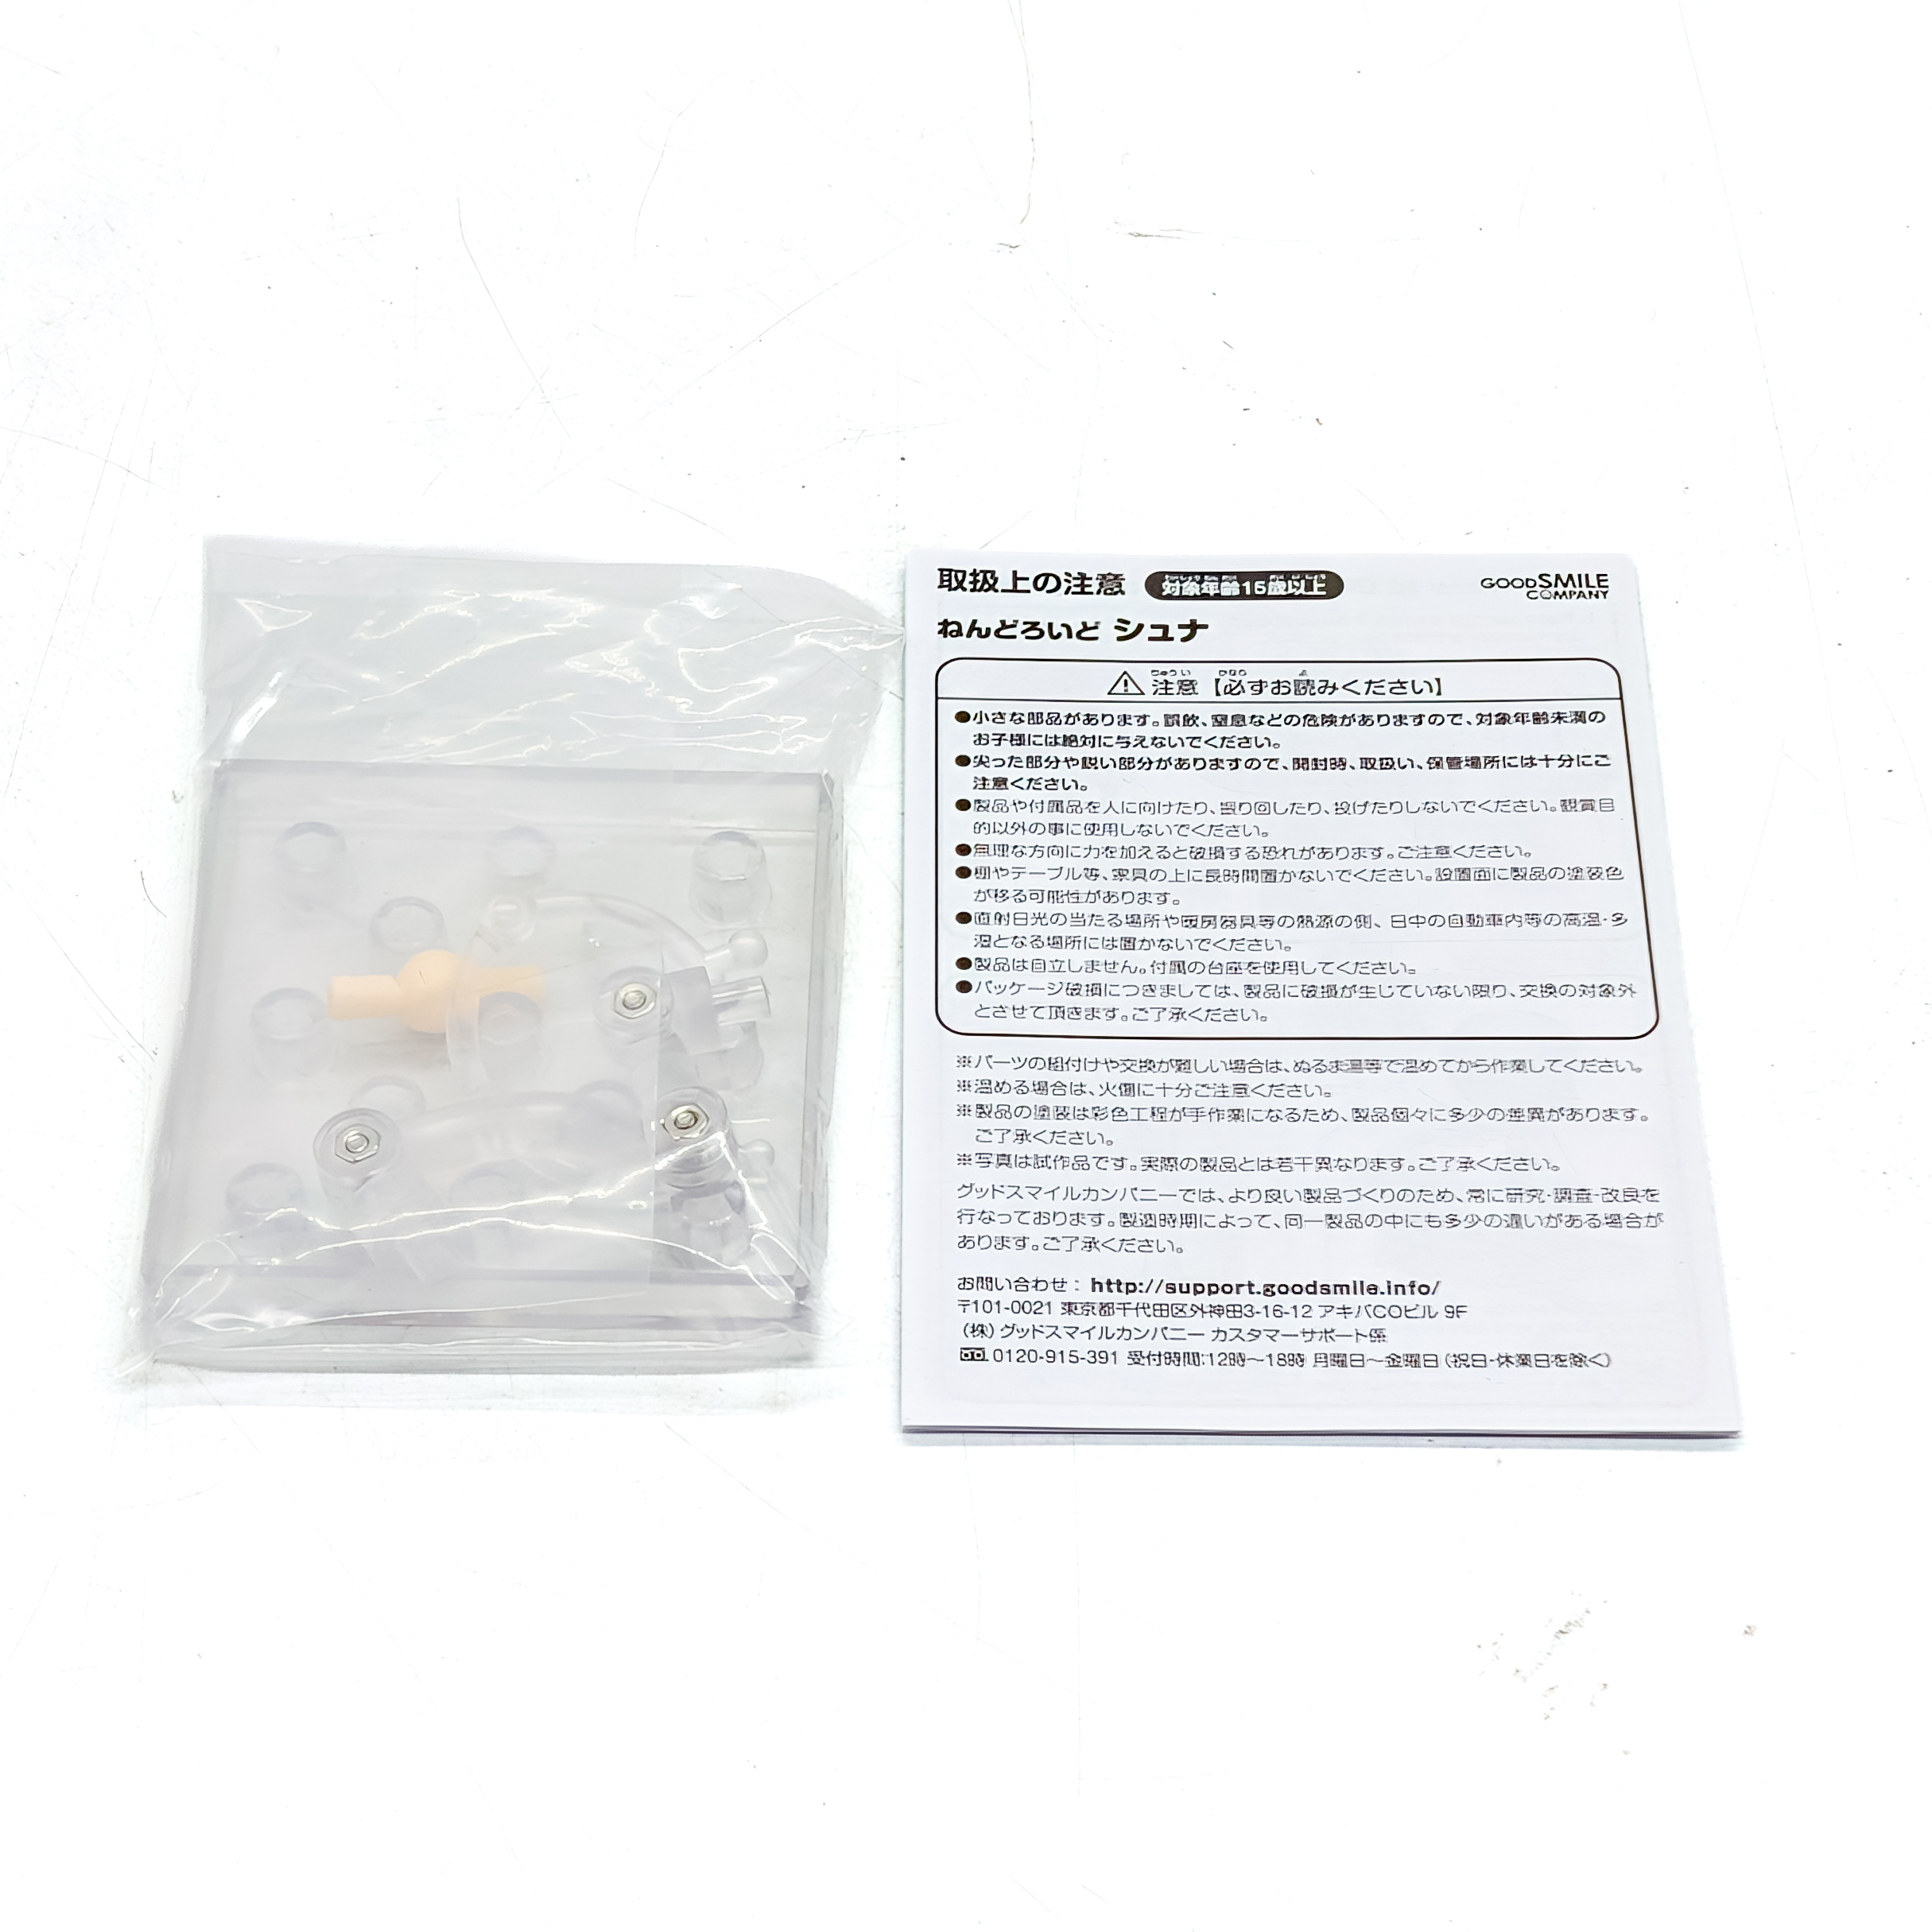 取扱上の注意 対象年齢15歳以上
GOODSMILE COMPANY
ねんどろいど シュナ
注意【必ずお読みください】
●小さな部品があります。誤飲、窒息などの危険がありますので、対象年齢未満の
お子様には絶対に与えないでください。
●尖った部分や鋭い部分がありますので、開封時、取扱い、保管場所には十分にご
注意ください。
●製品や付属品を人に向けたり、振り回したり、投げたりしないでください。観賞目
的以外の事に使用しないでください。
●無理な方向に力を加えると破損する恐れがあります。ご注意ください。
●棚やテーブル等、家具の上に長時間置かないでください。設置面に製品の塗装色
が移る可能性があります。
●直射日光の当たる場所や暖房器具等の熱源の側、日中の自動車内等の高温・多
湿となる場所には置かないでください。
●製品は自立しません。付属の台座を使用してください。
●パッケージ破損につきましては、製品に破損が生じていない限り、交換の対象外
とさせて頂きます。ご了承ください。
※パーツの組付けや交換が難しい場合は、ぬるま湯等で温めてから作業してください。
※温める場合は、火傷に十分ご注意ください。
※製品の塗装は彩色工程が手作業になるため、製品個々に多少の差異があります。
ご了承ください。
※写真は試作品です。実際の製品とは若干異なります。ご了承ください。
グッドスマイルカンパニーでは、より良い製品づくりのため、常に研究・調査・改良を
行なっております。製造時期によって、同一製品の中にも多少の違いがある場合が
あります。ご了承ください。
お問い合わせ： http://support.goodsmile.info/
〒101-0021 東京都千代田区外神田3-16-12 アキバCOビル 9F
（株）グッドスマイルカンパニー カスタマーサポート係
0120-915-391 受付時間:12時～18時 月曜日～金曜日（祝日・休業日を除く）